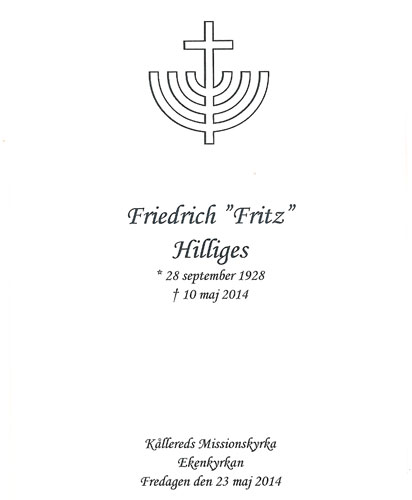 Friedrich ”Fritz”
Hilliges
* 28 september 1928
† 10 maj 2014
Kållereds Missionskyrka
Ekenkyrkan
Fredagen den 23 maj 2014